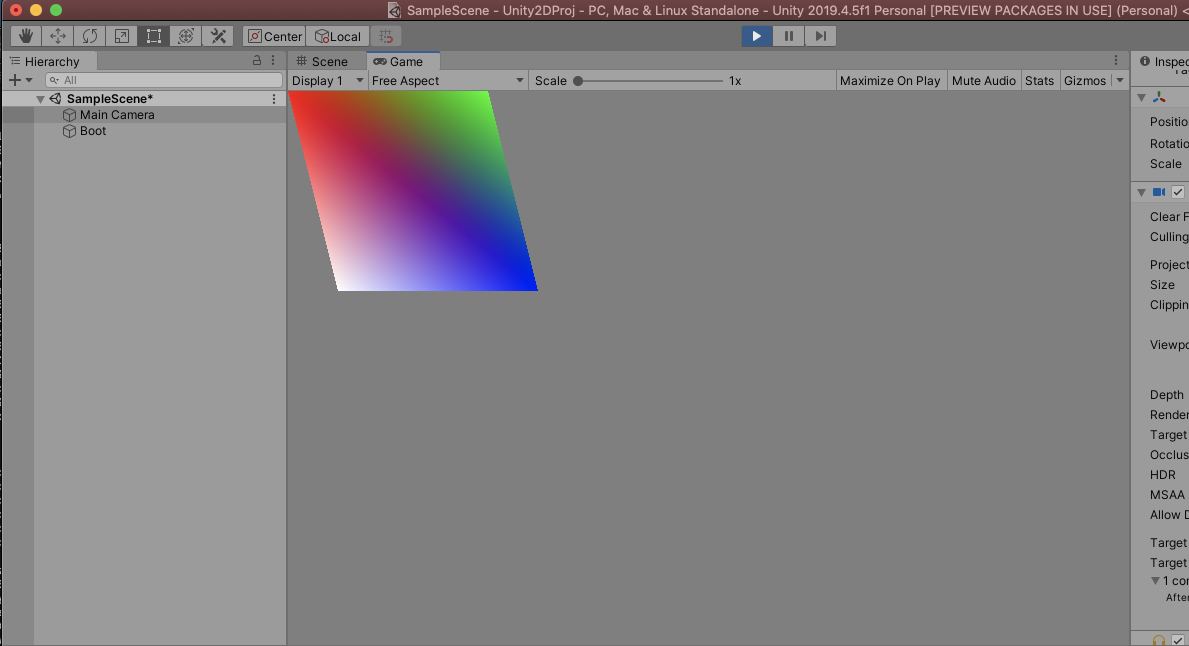 SampleScene - Unity2DProj - PC, Mac & Linux Standalone - Unity 2019.4.5f1 Personal [PREVIEW PACKAGES IN USE] (Personal) <
Center Local
Hierarchy
All
SampleScene*
Main Camera
Boot
Scene Game
Display 1 Free Aspect Scale 1x Maximize On Play Mute Audio Stats Gizmos
Inspec
Positio
Rotatio
Scale
Clear F
Culling
Project
Size
Clippin
Viewpo
Depth
Render
Target
Occlus
HDR
MSAA
Allow D
Target
Target
1 con
After